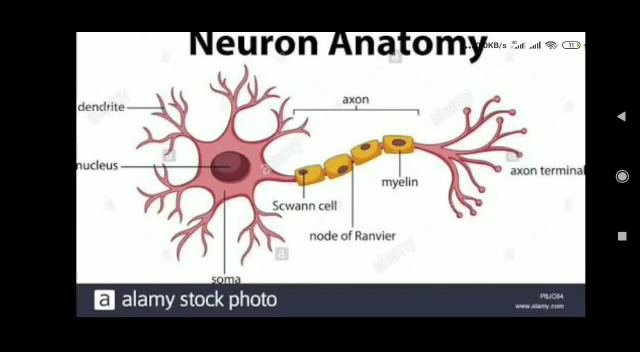 Neuron Anatomy
dendrite
axon
nucleus
axon terminal
myelin
Scwann cell
node of Ranvier
soma
a alamy stock photo
P8JC64
www.alamy.com